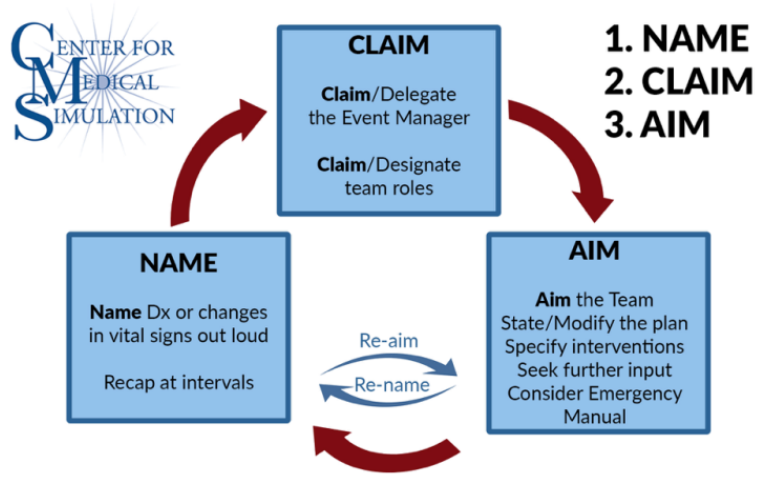 CENTER FOR
MEDICAL
SIMULATION
1. NAME
2. CLAIM
3. AIM
CLAIM
Claim/Delegate
the Event Manager
Claim/Designate
team roles
NAME
Name Dx or changes
in vital signs out loud
Recap at intervals
Re-aim
Re-name
AIM
Aim the Team
State/Modify the plan
Specify interventions
Seek further input
Consider Emergency
Manual